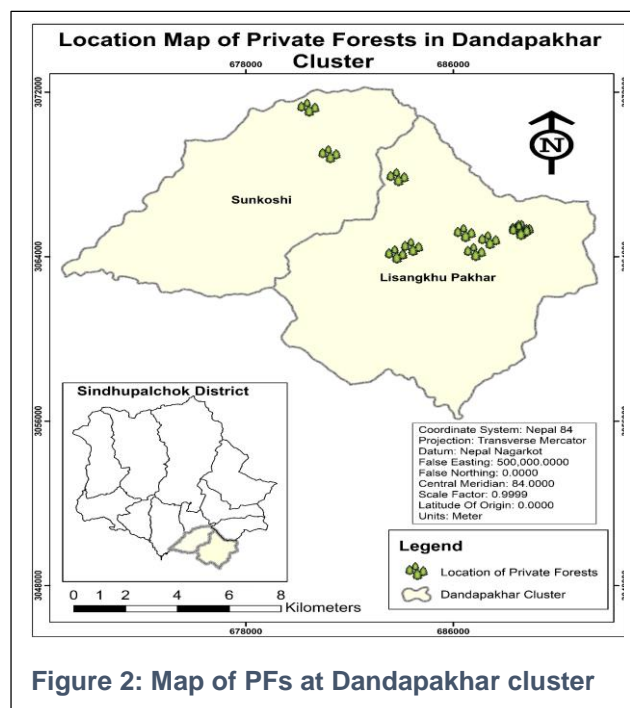 Location Map of Private Forests in Dandapakhar
Cluster
678000
686000
3072000
3072000
Sunkoshi
N
3064000
3064000
Lisangkhu Pakhar
Sindhupalchok District
3056000
3056000
Coordinate System: Nepal 84
Projection: Transverse Mercator
Datum: Nepal Nagarkot
False Easting: 500,000.0000
False Northing: 0.0000
Central Meridian: 84.0000
Scale Factor: 0.9999
Latitude Of Origin: 0.0000
Units: Meter
Legend
Location of Private Forests
Dandapakhar Cluster
3048000
3048000
0 1 2 4 6 8
Kilometers
678000
686000
Figure 2: Map of PFs at Dandapakhar cluster